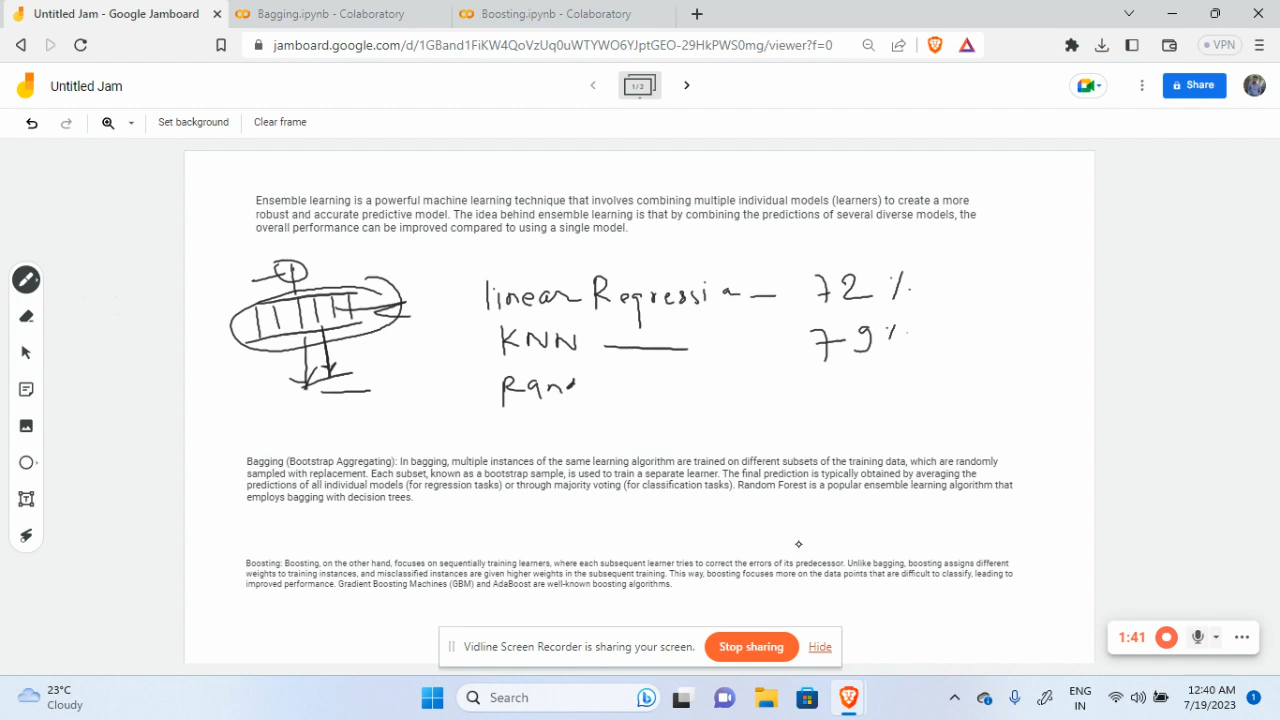 Untitled Jam - Google Jamboard
Bagging.ipynb - Colaboratory
Boosting.ipynb - Colaboratory
jamboard.google.com/d/1GBand1FiKW4QoVzUq0uWTYWO6YJptGEO-29HkPWS0mg/viewer?f=0
VPN
Untitled Jam
1/2
Share
Set background
Clear frame
Ensemble learning is a powerful machine learning technique that involves combining multiple individual models (learners) to create a more
robust and accurate predictive model. The idea behind ensemble learning is that by combining the predictions of several diverse models, the
overall performance can be improved compared to using a single model.
linear Regression — 72 %
KNN — 79 %
Ran
Bagging (Bootstrap Aggregating): In bagging, multiple instances of the same learning algorithm are trained on different subsets of the training data, which are randomly
sampled with replacement. Each subset, known as a bootstrap sample, is used to train a separate learner. The final prediction is typically obtained by averaging the
predictions of all individual models (for regression tasks) or through majority voting (for classification tasks). Random Forest is a popular ensemble learning algorithm that
employs bagging with decision trees.
Boosting: Boosting, on the other hand, focuses on sequentially training learners, where each subsequent learner tries to correct the errors of its predecessor. Unlike bagging, boosting assigns different
weights to training instances, and misclassified instances are given higher weights in the subsequent training. This way, boosting focuses more on the data points that are difficult to classify, leading to
improved performance. Gradient Boosting Machines (GBM) and AdaBoost are well-known boosting algorithms.
Vidline Screen Recorder is sharing your screen.
Stop sharing
Hide
1:41
23°C
Cloudy
Search
ENG
IN
12:40 AM
7/19/2023
1